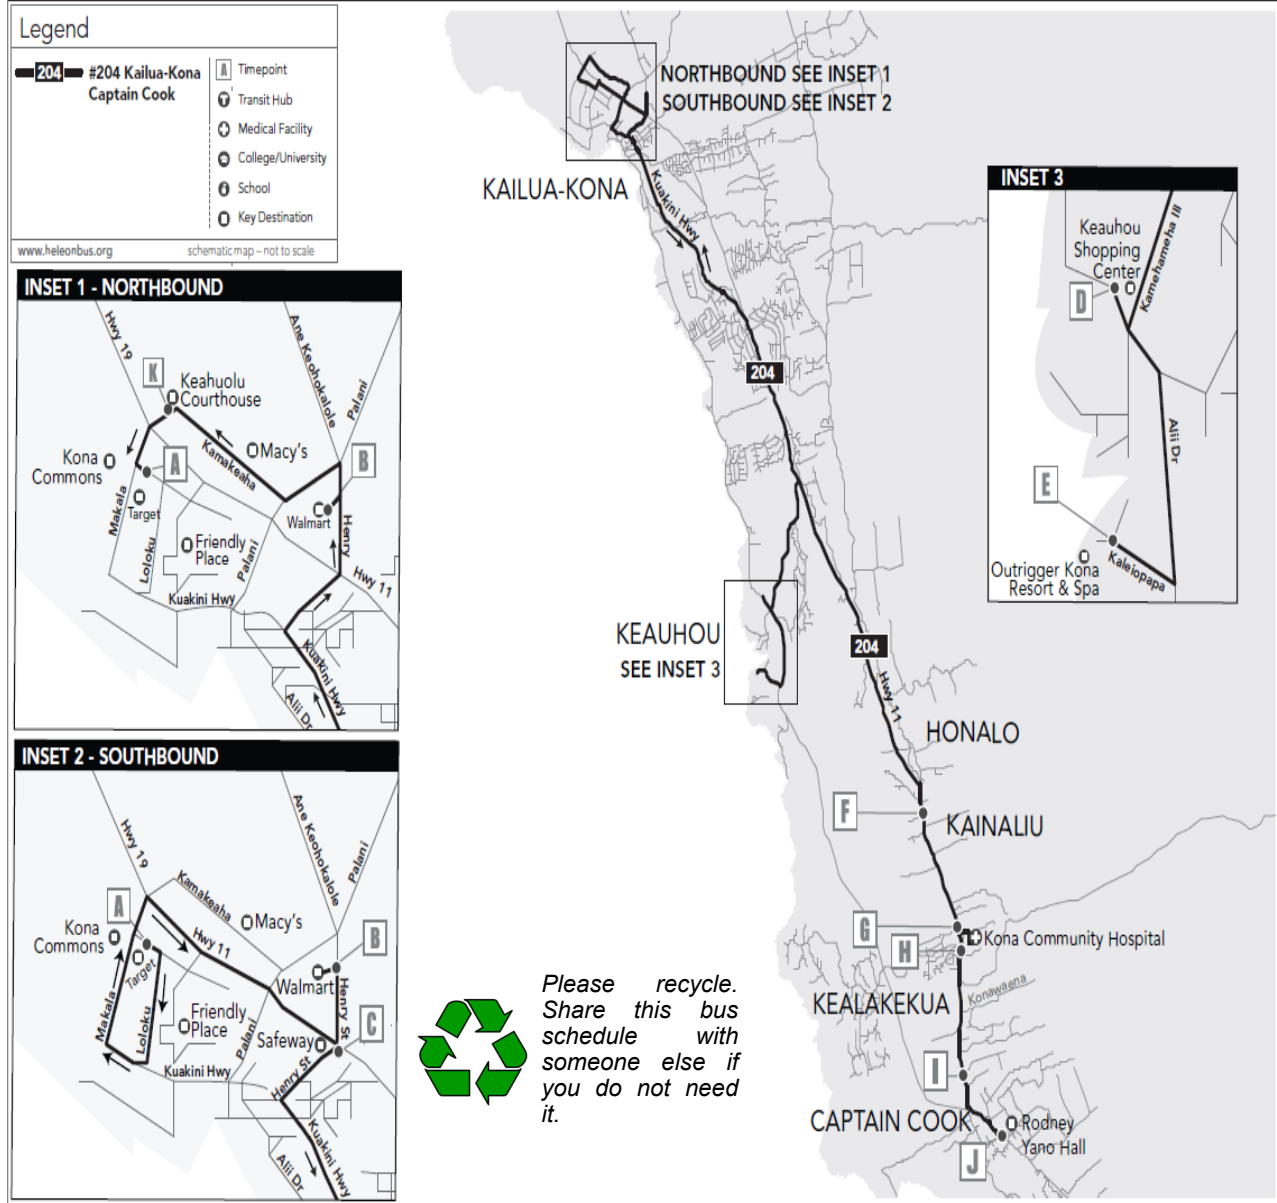 Legend
204
#204 Kailua-Kona
Captain Cook
A Timepoint
Transit Hub
Medical Facility
College/University
School
Key Destination
www.heleonbus.org
schematic map – not to scale
NORTHBOUND SEE INSET 1
SOUTHBOUND SEE INSET 2
KAILUA-KONA
Kuakini Hwy
204
KEAUHOU
SEE INSET 3
204
Hwy 11
HONALO
F
KAINALIU
G
H
Kona Community Hospital
KEALAKEKUA
Konawaena
I
CAPTAIN COOK
Rodney
Yano Hall
J
INSET 3
Keauhou
Shopping
Center
D
Kamehameha III
Alii Dr
E
Outrigger Kona
Resort & Spa
Kaleiopapa
INSET 1 - NORTHBOUND
Hwy 19
Ane Keohokalole
Palani
K
Keahuolu
Courthouse
Kona
Commons
A
Kamakeaha
Macy's
B
Makala
Target
Loloku
Friendly
Place
Palani
Walmart
Henry
Hwy 11
Kuakini Hwy
Kuakini Hwy
Alii Dr
INSET 2 - SOUTHBOUND
Hwy 19
Ane Keohokalole
Palani
A
Kamakeaha
Macy's
Kona
Commons
Hwy 11
B
Target
Walmart
Makala
Loloku
Friendly
Place
Palani
Henry St
C
Safeway
Kuakini Hwy
Henry St
Kuakini Hwy
Alii Dr
Please recycle.
Share this bus
schedule with
someone else if
you do not need
it.